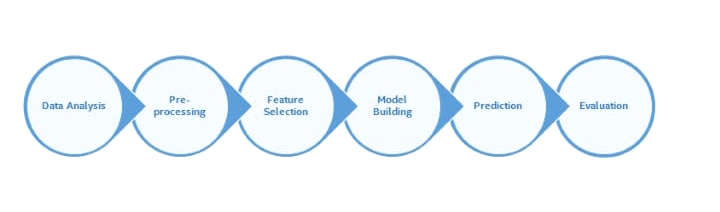 Data Analysis
Pre-
processing
Feature
Selection
Model
Building
Prediction
Evaluation